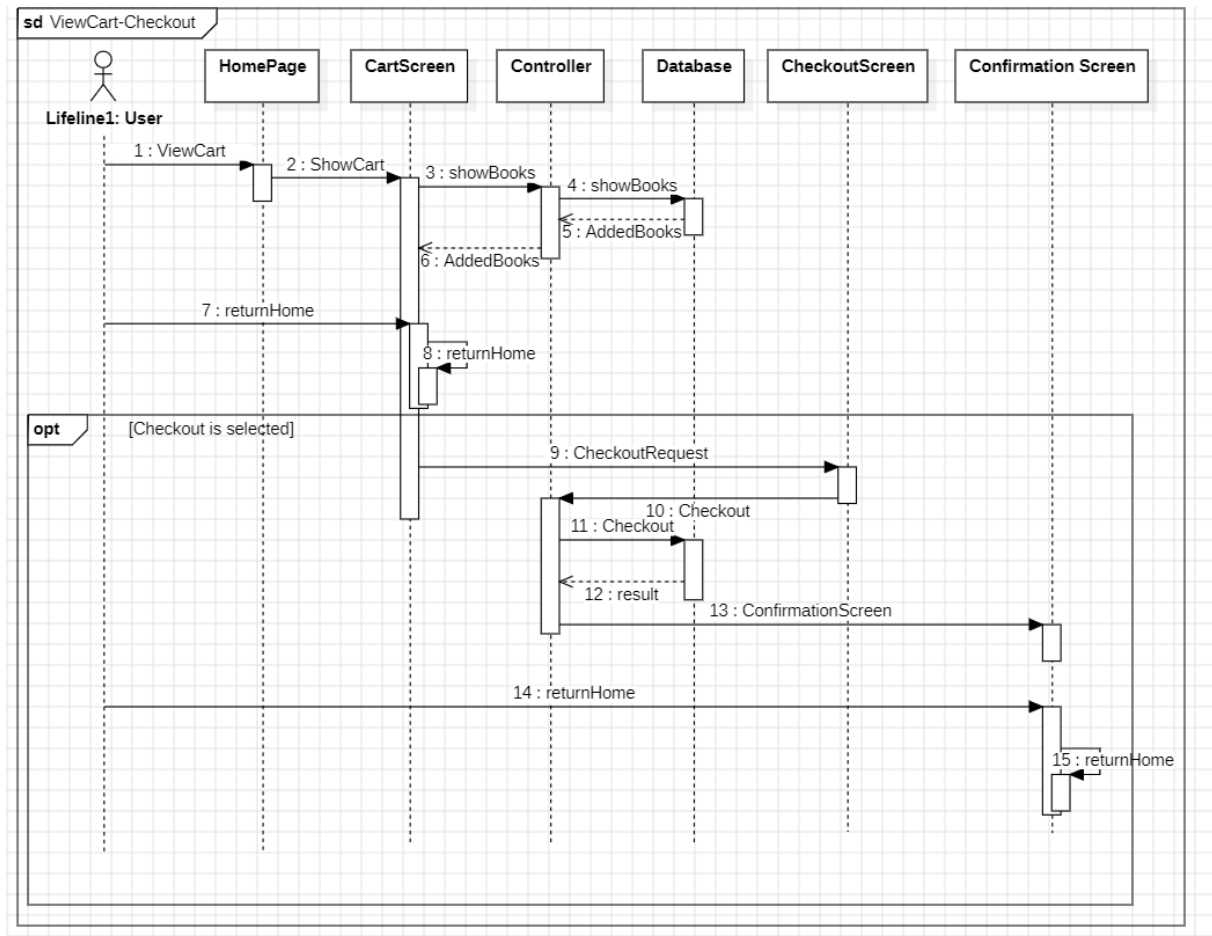 sd ViewCart-Checkout
HomePage
CartScreen
Controller
Database
CheckoutScreen
Confirmation Screen
Lifeline1: User
1 : ViewCart
2 : ShowCart
3 : showBooks
4 : showBooks
5 : AddedBooks
6 : AddedBooks
7 : returnHome
8 : returnHome
opt [Checkout is selected]
9 : CheckoutRequest
10 : Checkout
11 : Checkout
12 : result
13 : ConfirmationScreen
14 : returnHome
15 : returnHome